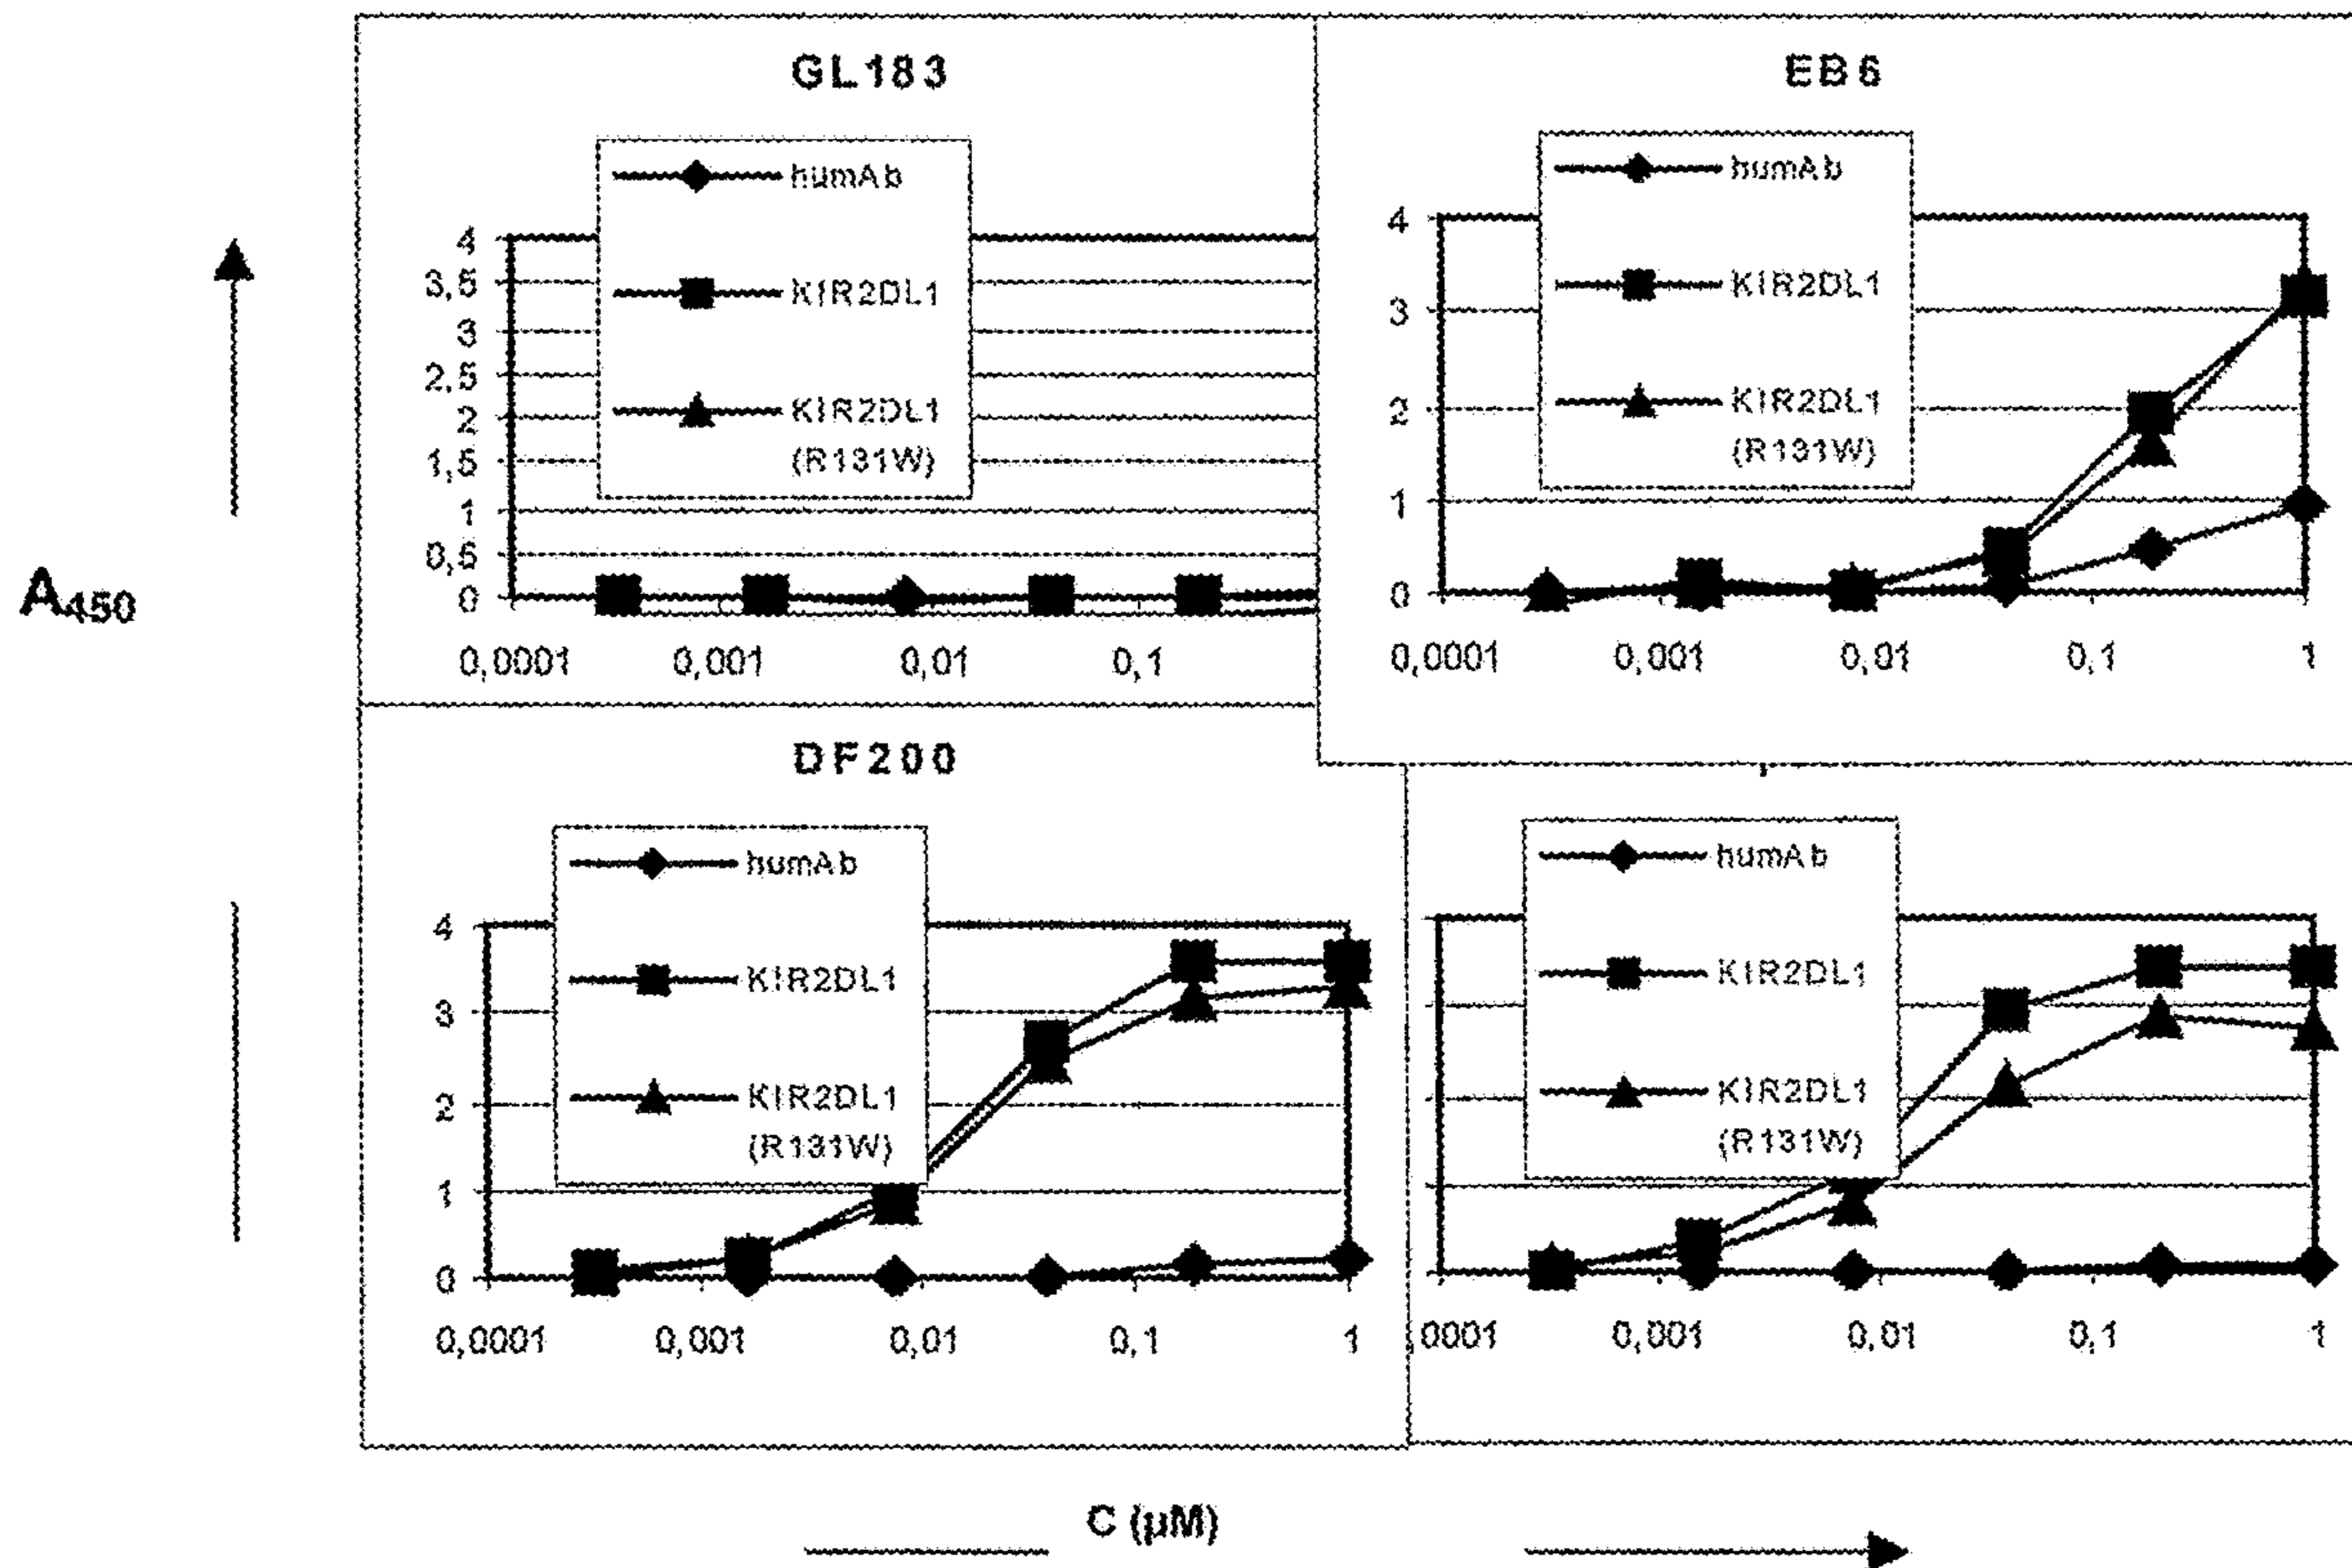 GL183
humAb
KIR2DL1
KIR2DL1
(R131W)
4
3,5
3
2,5
2
1,5
1
0,5
0
0,0001 0,001 0,01 0,1
EB6
humAb
KIR2DL1
KIR2DL1
(R131W)
4
3
2
1
0
0,0001 0,001 0,01 0,1 1
A450
DF200
humAb
KIR2DL1
KIR2DL1
(R131W)
4
3
2
1
0
0,0001 0,001 0,01 0,1 1
humAb
KIR2DL1
KIR2DL1
(R131W)
,0001 0,001 0,01 0,1 1
C (µM)